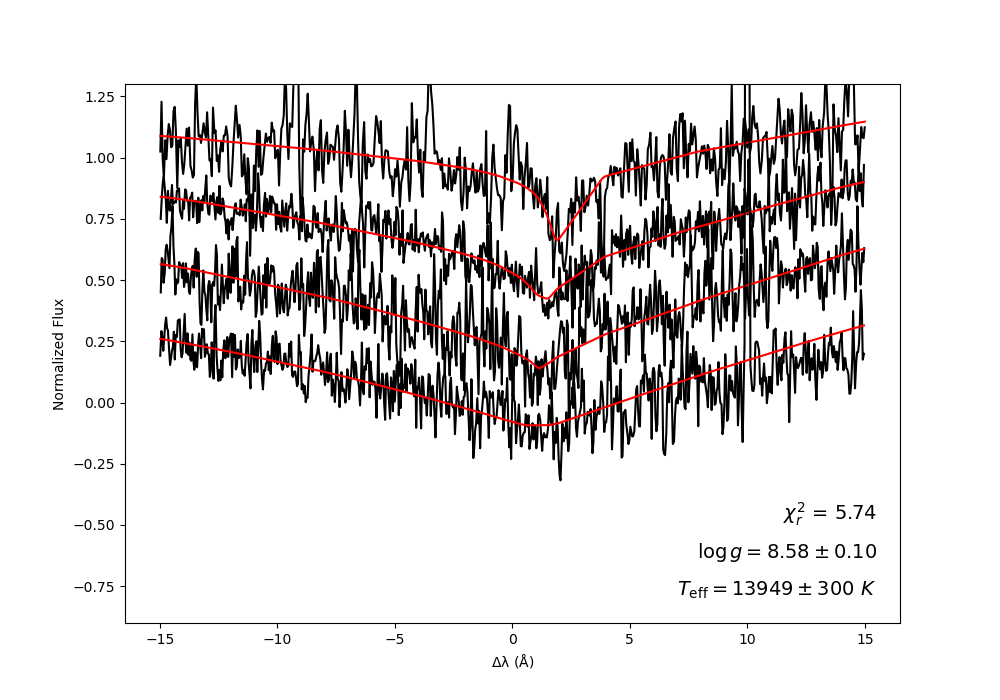 1.25
1.00
0.75
0.50
0.25
0.00
−0.25
−0.50
−0.75
Normalized Flux
χ²ᵣ = 5.74
log g = 8.58 ± 0.10
T_eff = 13949 ± 300 K
−15 −10 −5 0 5 10 15
Δλ (Å)